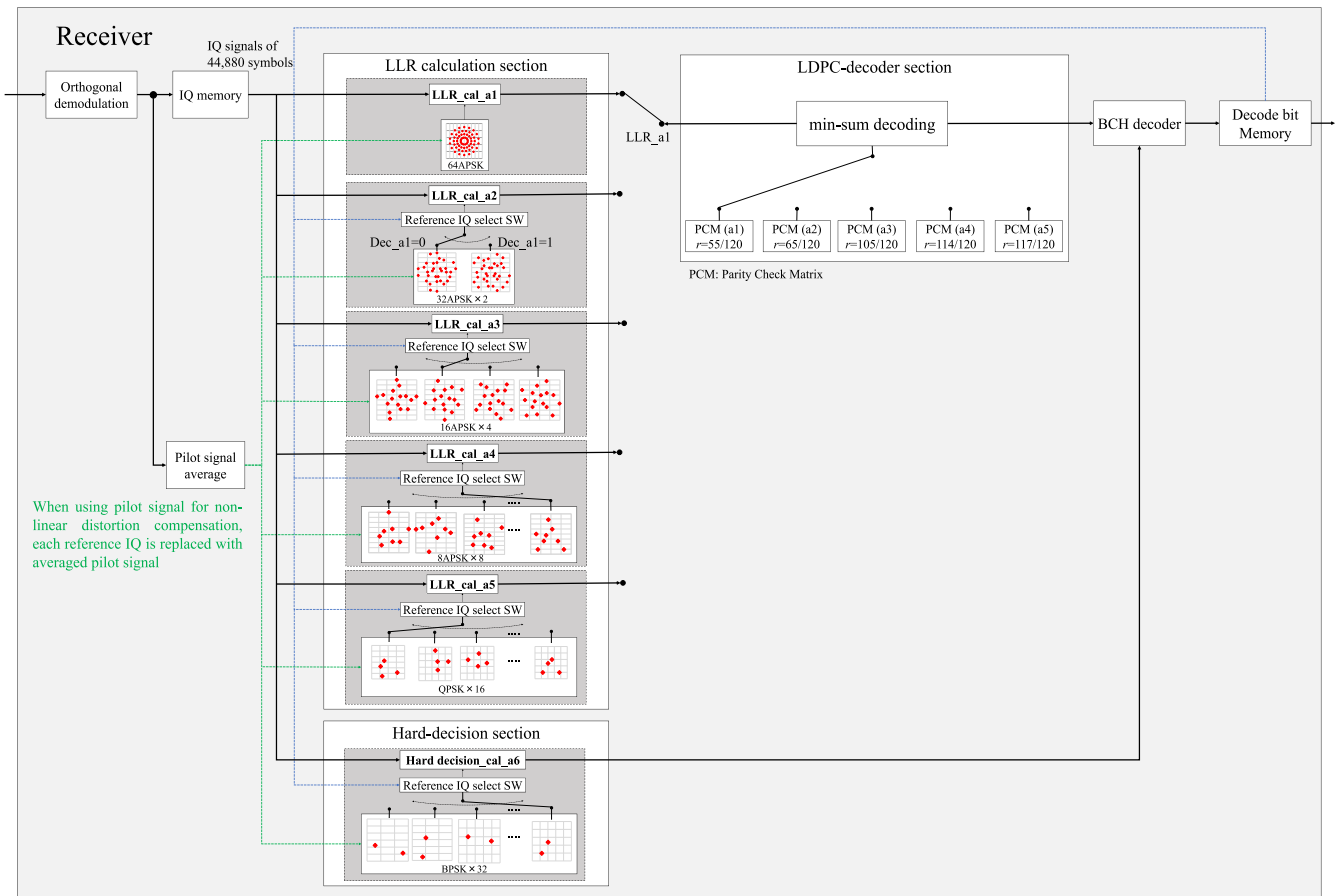 Receiver
IQ signals of
44,880 symbols
Orthogonal
demodulation
IQ memory
LLR calculation section
LLR_cal_a1
64APSK
LLR_cal_a2
Reference IQ select SW
Dec_a1=0
Dec_a1=1
32APSK×2
LLR_cal_a3
Reference IQ select SW
16APSK×4
LLR_cal_a4
Reference IQ select SW
....
....
8APSK×8
LLR_cal_a5
Reference IQ select SW
....
....
QPSK×16
Pilot signal
average
When using pilot signal for non-
linear distortion compensation,
each reference IQ is replaced with
averaged pilot signal
Hard-decision section
Hard decision_cal_a6
Reference IQ select SW
....
....
BPSK×32
LLR_a1
LDPC-decoder section
min-sum decoding
PCM (a1)
r=55/120
PCM (a2)
r=65/120
PCM (a3)
r=105/120
PCM (a4)
r=114/120
PCM (a5)
r=117/120
PCM: Parity Check Matrix
BCH decoder
Decode bit
Memory